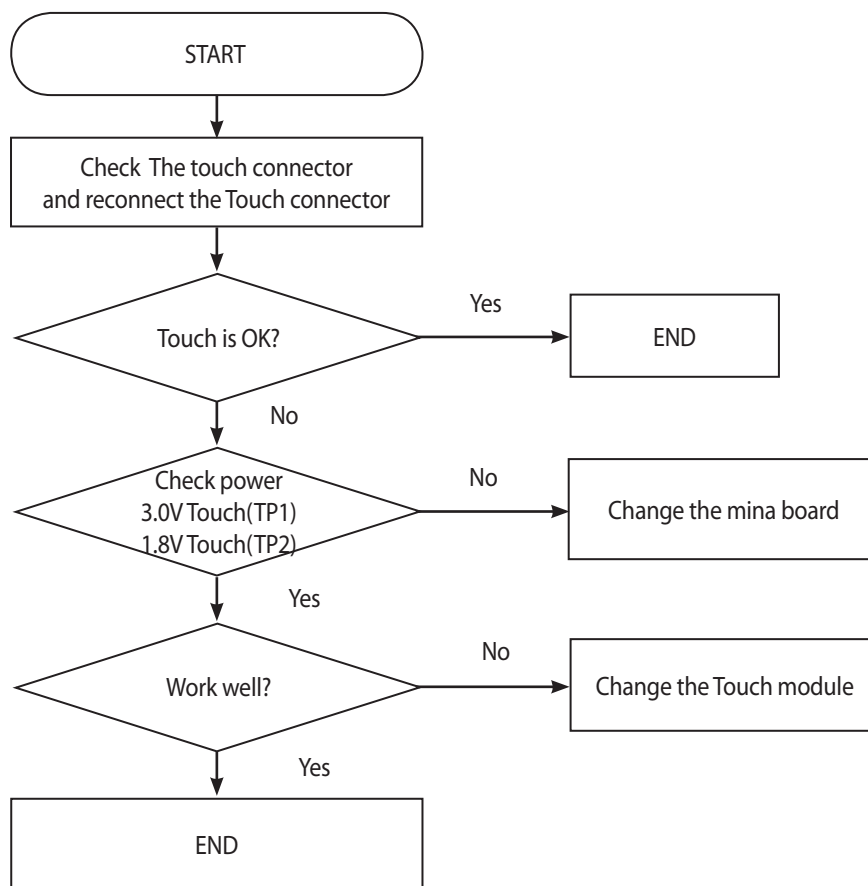 START
Check The touch connector
and reconnect the Touch connector
Touch is OK?
Yes
END
No
Check power
3.0V Touch(TP1)
1.8V Touch(TP2)
No
Change the mina board
Yes
Work well?
No
Change the Touch module
Yes
END